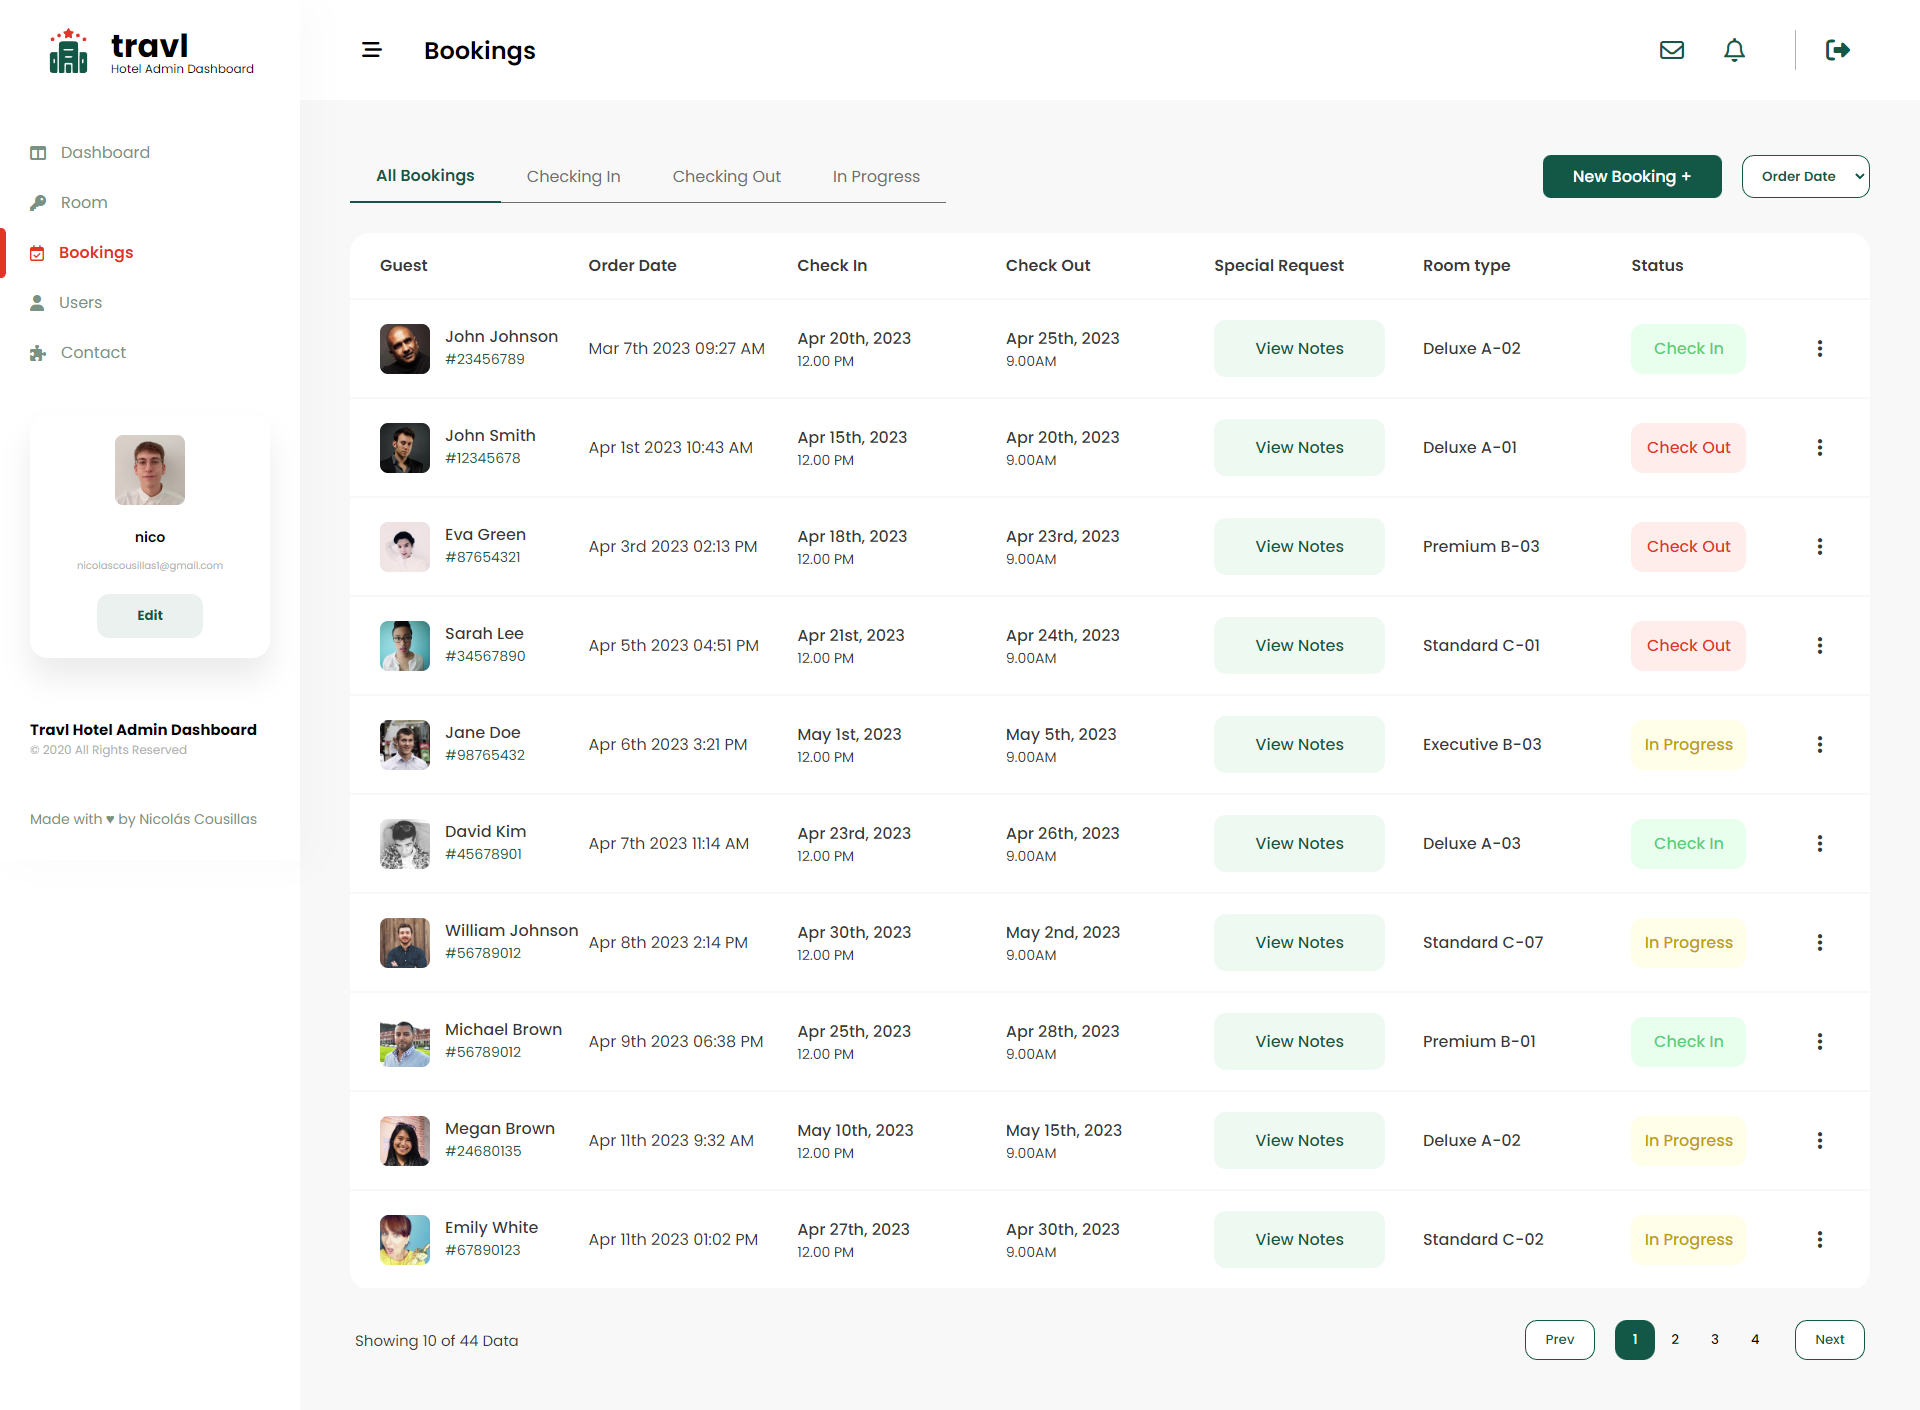 travl
Hotel Admin Dashboard
Dashboard
Room
Bookings
Users
Contact
nico
nicolascousillas1@gmail.com
Edit
Travl Hotel Admin Dashboard
© 2020 All Rights Reserved
Made with ♥ by Nicolás Cousillas
Bookings
All Bookings Checking In Checking Out In Progress
New Booking + Order Date
Guest Order Date Check In Check Out Special Request Room type Status
John Johnson
#23456789
Mar 7th 2023 09:27 AM
Apr 20th, 2023
12.00 PM
Apr 25th, 2023
9.00AM
View Notes
Deluxe A-02
Check In
John Smith
#12345678
Apr 1st 2023 10:43 AM
Apr 15th, 2023
12.00 PM
Apr 20th, 2023
9.00AM
View Notes
Deluxe A-01
Check Out
Eva Green
#87654321
Apr 3rd 2023 02:13 PM
Apr 18th, 2023
12.00 PM
Apr 23rd, 2023
9.00AM
View Notes
Premium B-03
Check Out
Sarah Lee
#34567890
Apr 5th 2023 04:51 PM
Apr 21st, 2023
12.00 PM
Apr 24th, 2023
9.00AM
View Notes
Standard C-01
Check Out
Jane Doe
#98765432
Apr 6th 2023 3:21 PM
May 1st, 2023
12.00 PM
May 5th, 2023
9.00AM
View Notes
Executive B-03
In Progress
David Kim
#45678901
Apr 7th 2023 11:14 AM
Apr 23rd, 2023
12.00 PM
Apr 26th, 2023
9.00AM
View Notes
Deluxe A-03
Check In
William Johnson
#56789012
Apr 8th 2023 2:14 PM
Apr 30th, 2023
12.00 PM
May 2nd, 2023
9.00AM
View Notes
Standard C-07
In Progress
Michael Brown
#56789012
Apr 9th 2023 06:38 PM
Apr 25th, 2023
12.00 PM
Apr 28th, 2023
9.00AM
View Notes
Premium B-01
Check In
Megan Brown
#24680135
Apr 11th 2023 9:32 AM
May 10th, 2023
12.00 PM
May 15th, 2023
9.00AM
View Notes
Deluxe A-02
In Progress
Emily White
#67890123
Apr 11th 2023 01:02 PM
Apr 27th, 2023
12.00 PM
Apr 30th, 2023
9.00AM
View Notes
Standard C-02
In Progress
Showing 10 of 44 Data
Prev 1 2 3 4 Next